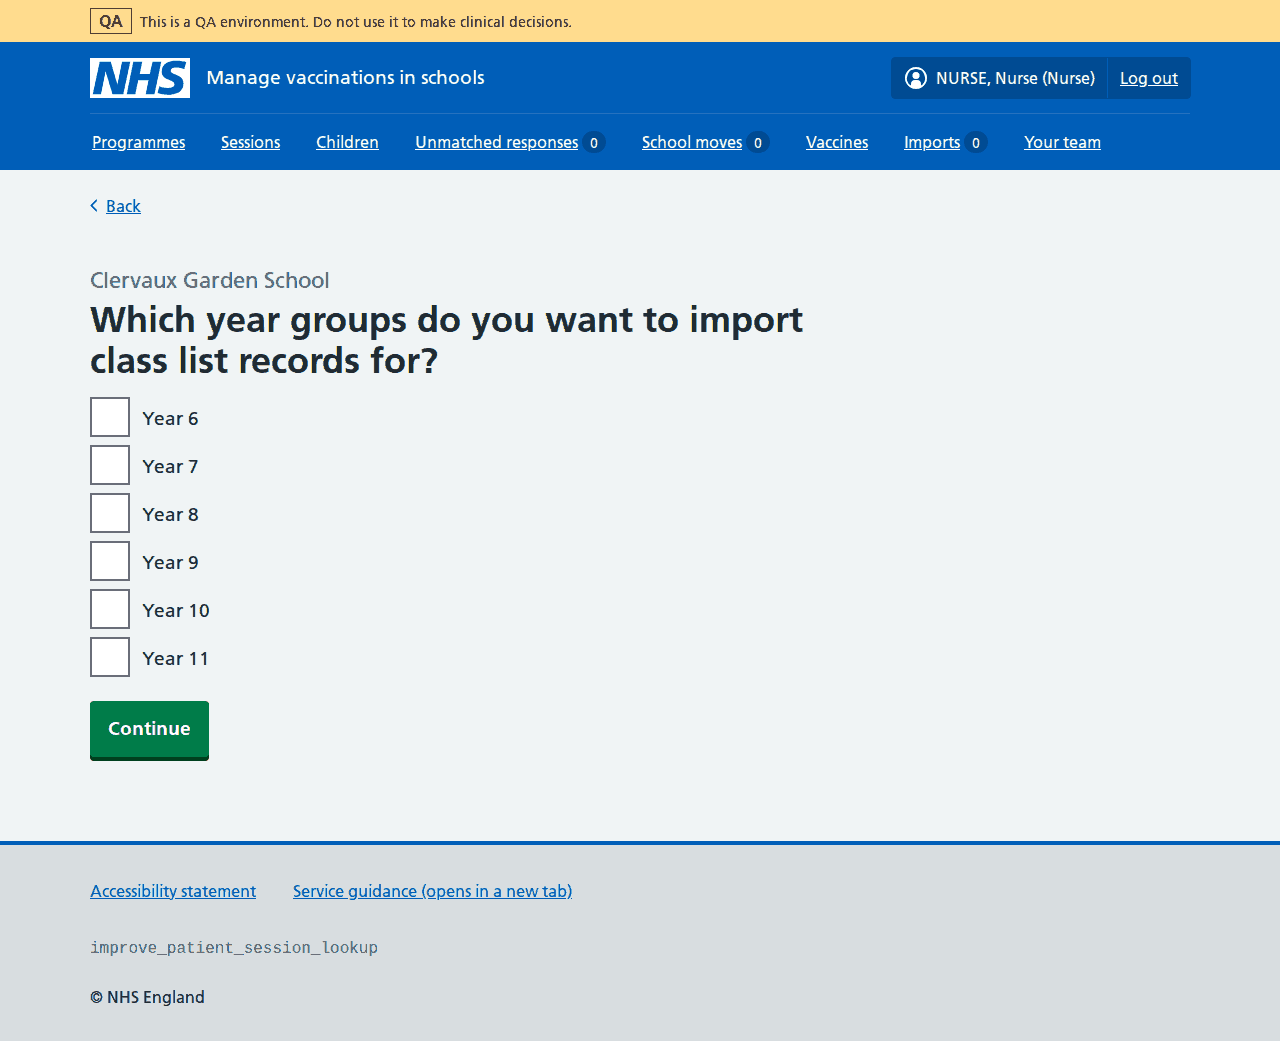 QA This is a QA environment. Do not use it to make clinical decisions.
NHS Manage vaccinations in schools NURSE, Nurse (Nurse) Log out
Programmes Sessions Children Unmatched responses 0 School moves 0 Vaccines Imports 0 Your team
Back
Clervaux Garden School
Which year groups do you want to import
class list records for?
Year 6
Year 7
Year 8
Year 9
Year 10
Year 11
Continue
Accessibility statement Service guidance (opens in a new tab)
improve_patient_session_lookup
© NHS England